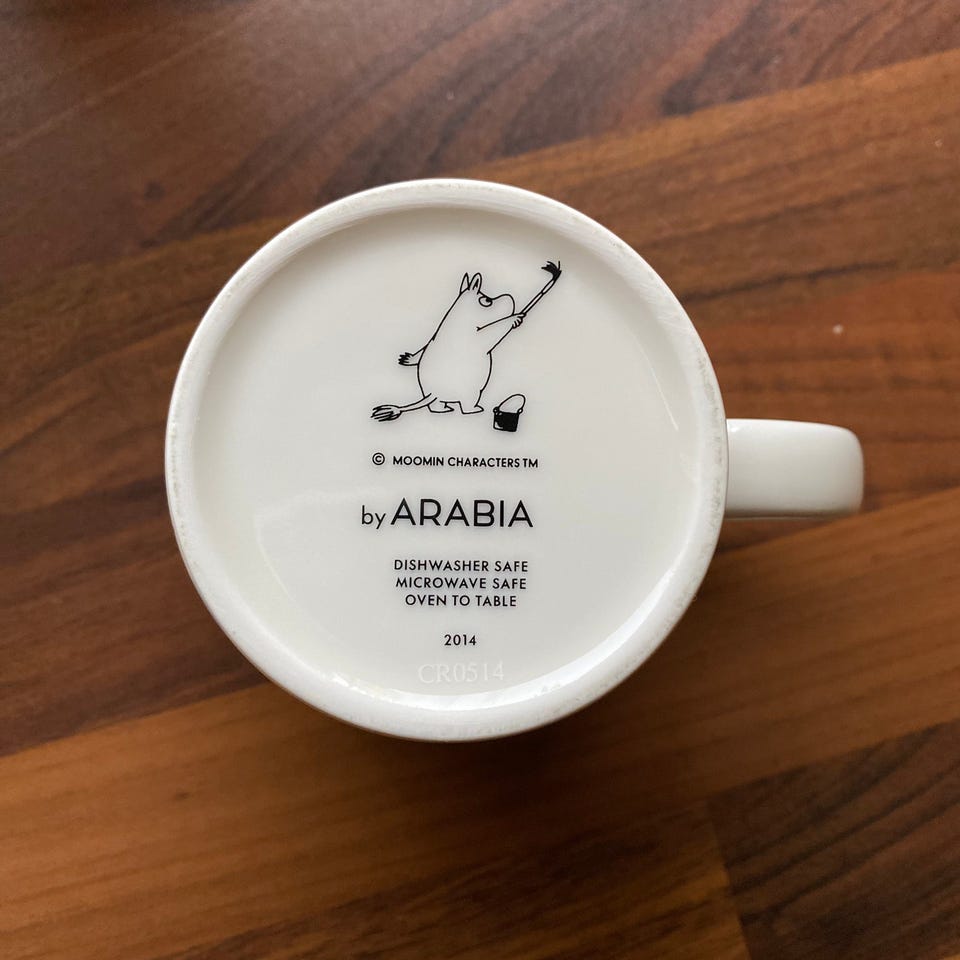 © MOOMIN CHARACTERS TM
by ARABIA
DISHWASHER SAFE
MICROWAVE SAFE
OVEN TO TABLE
2014
CR0514